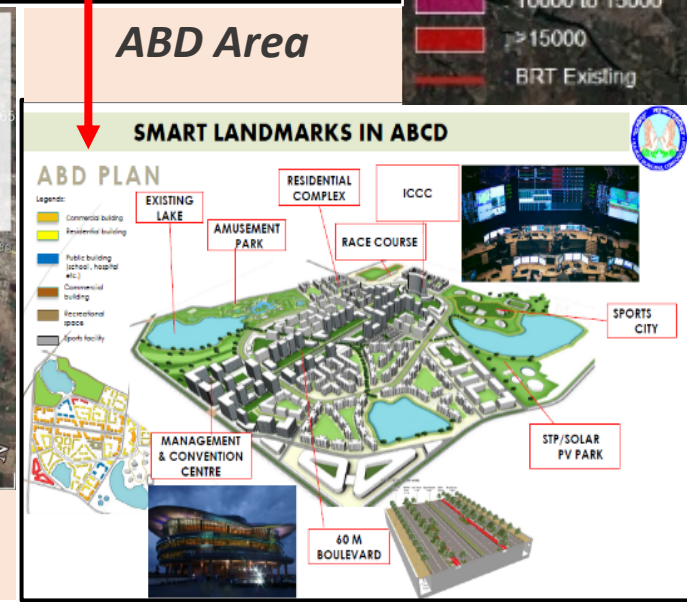 ABD Area
10000 to 15000
>15000
BRT Existing
SMART LANDMARKS IN ABCD
ABD PLAN
Legends:
Commercial building
Residential building
Public building
(school, hospital
etc.)
Commercial
building
Recreational
space
Sports facility
EXISTING
LAKE
AMUSEMENT
PARK
RESIDENTIAL
COMPLEX
ICCC
RACE COURSE
SPORTS
CITY
STP/SOLAR
PV PARK
MANAGEMENT
& CONVENTION
CENTRE
60 M
BOULEVARD